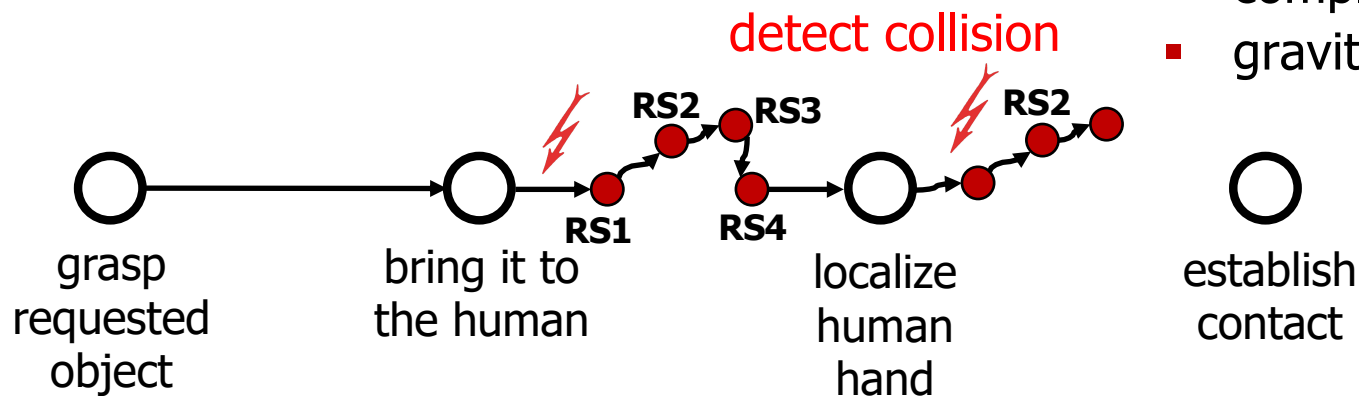 detect collision
RS2
RS3
RS2
RS1
RS4
grasp
requested
object
bring it to
the human
localize
human
hand
establish
contact